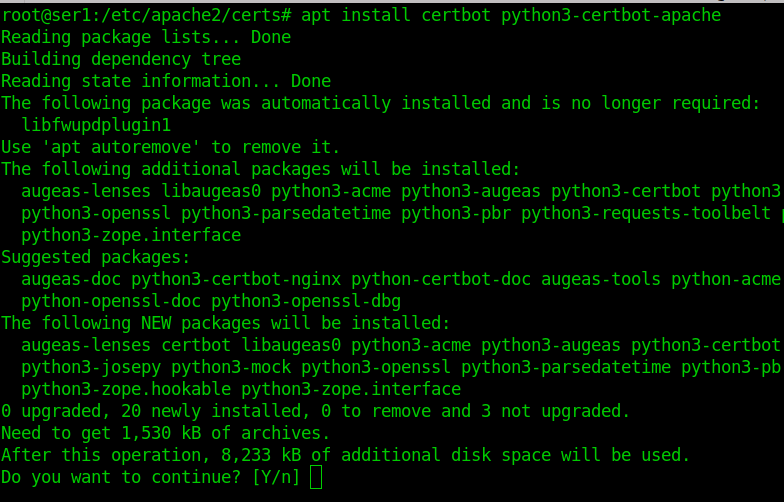 root@ser1:/etc/apache2/certs# apt install certbot python3-certbot-apache
Reading package lists... Done
Building dependency tree
Reading state information... Done
The following package was automatically installed and is no longer required:
  libfwupdplugin1
Use 'apt autoremove' to remove it.
The following additional packages will be installed:
  augeas-lenses libaugeas0 python3-acme python3-augeas python3-certbot python3
  python3-openssl python3-parsedatetime python3-pbr python3-requests-toolbelt p
  python3-zope.interface
Suggested packages:
  augeas-doc python3-certbot-nginx python-certbot-doc augeas-tools python-acme
  python-openssl-doc python3-openssl-dbg
The following NEW packages will be installed:
  augeas-lenses certbot libaugeas0 python3-acme python3-augeas python3-certbot
  python3-josepy python3-mock python3-openssl python3-parsedatetime python3-pb
  python3-zope.hookable python3-zope.interface
0 upgraded, 20 newly installed, 0 to remove and 3 not upgraded.
Need to get 1,530 kB of archives.
After this operation, 8,233 kB of additional disk space will be used.
Do you want to continue? [Y/n]